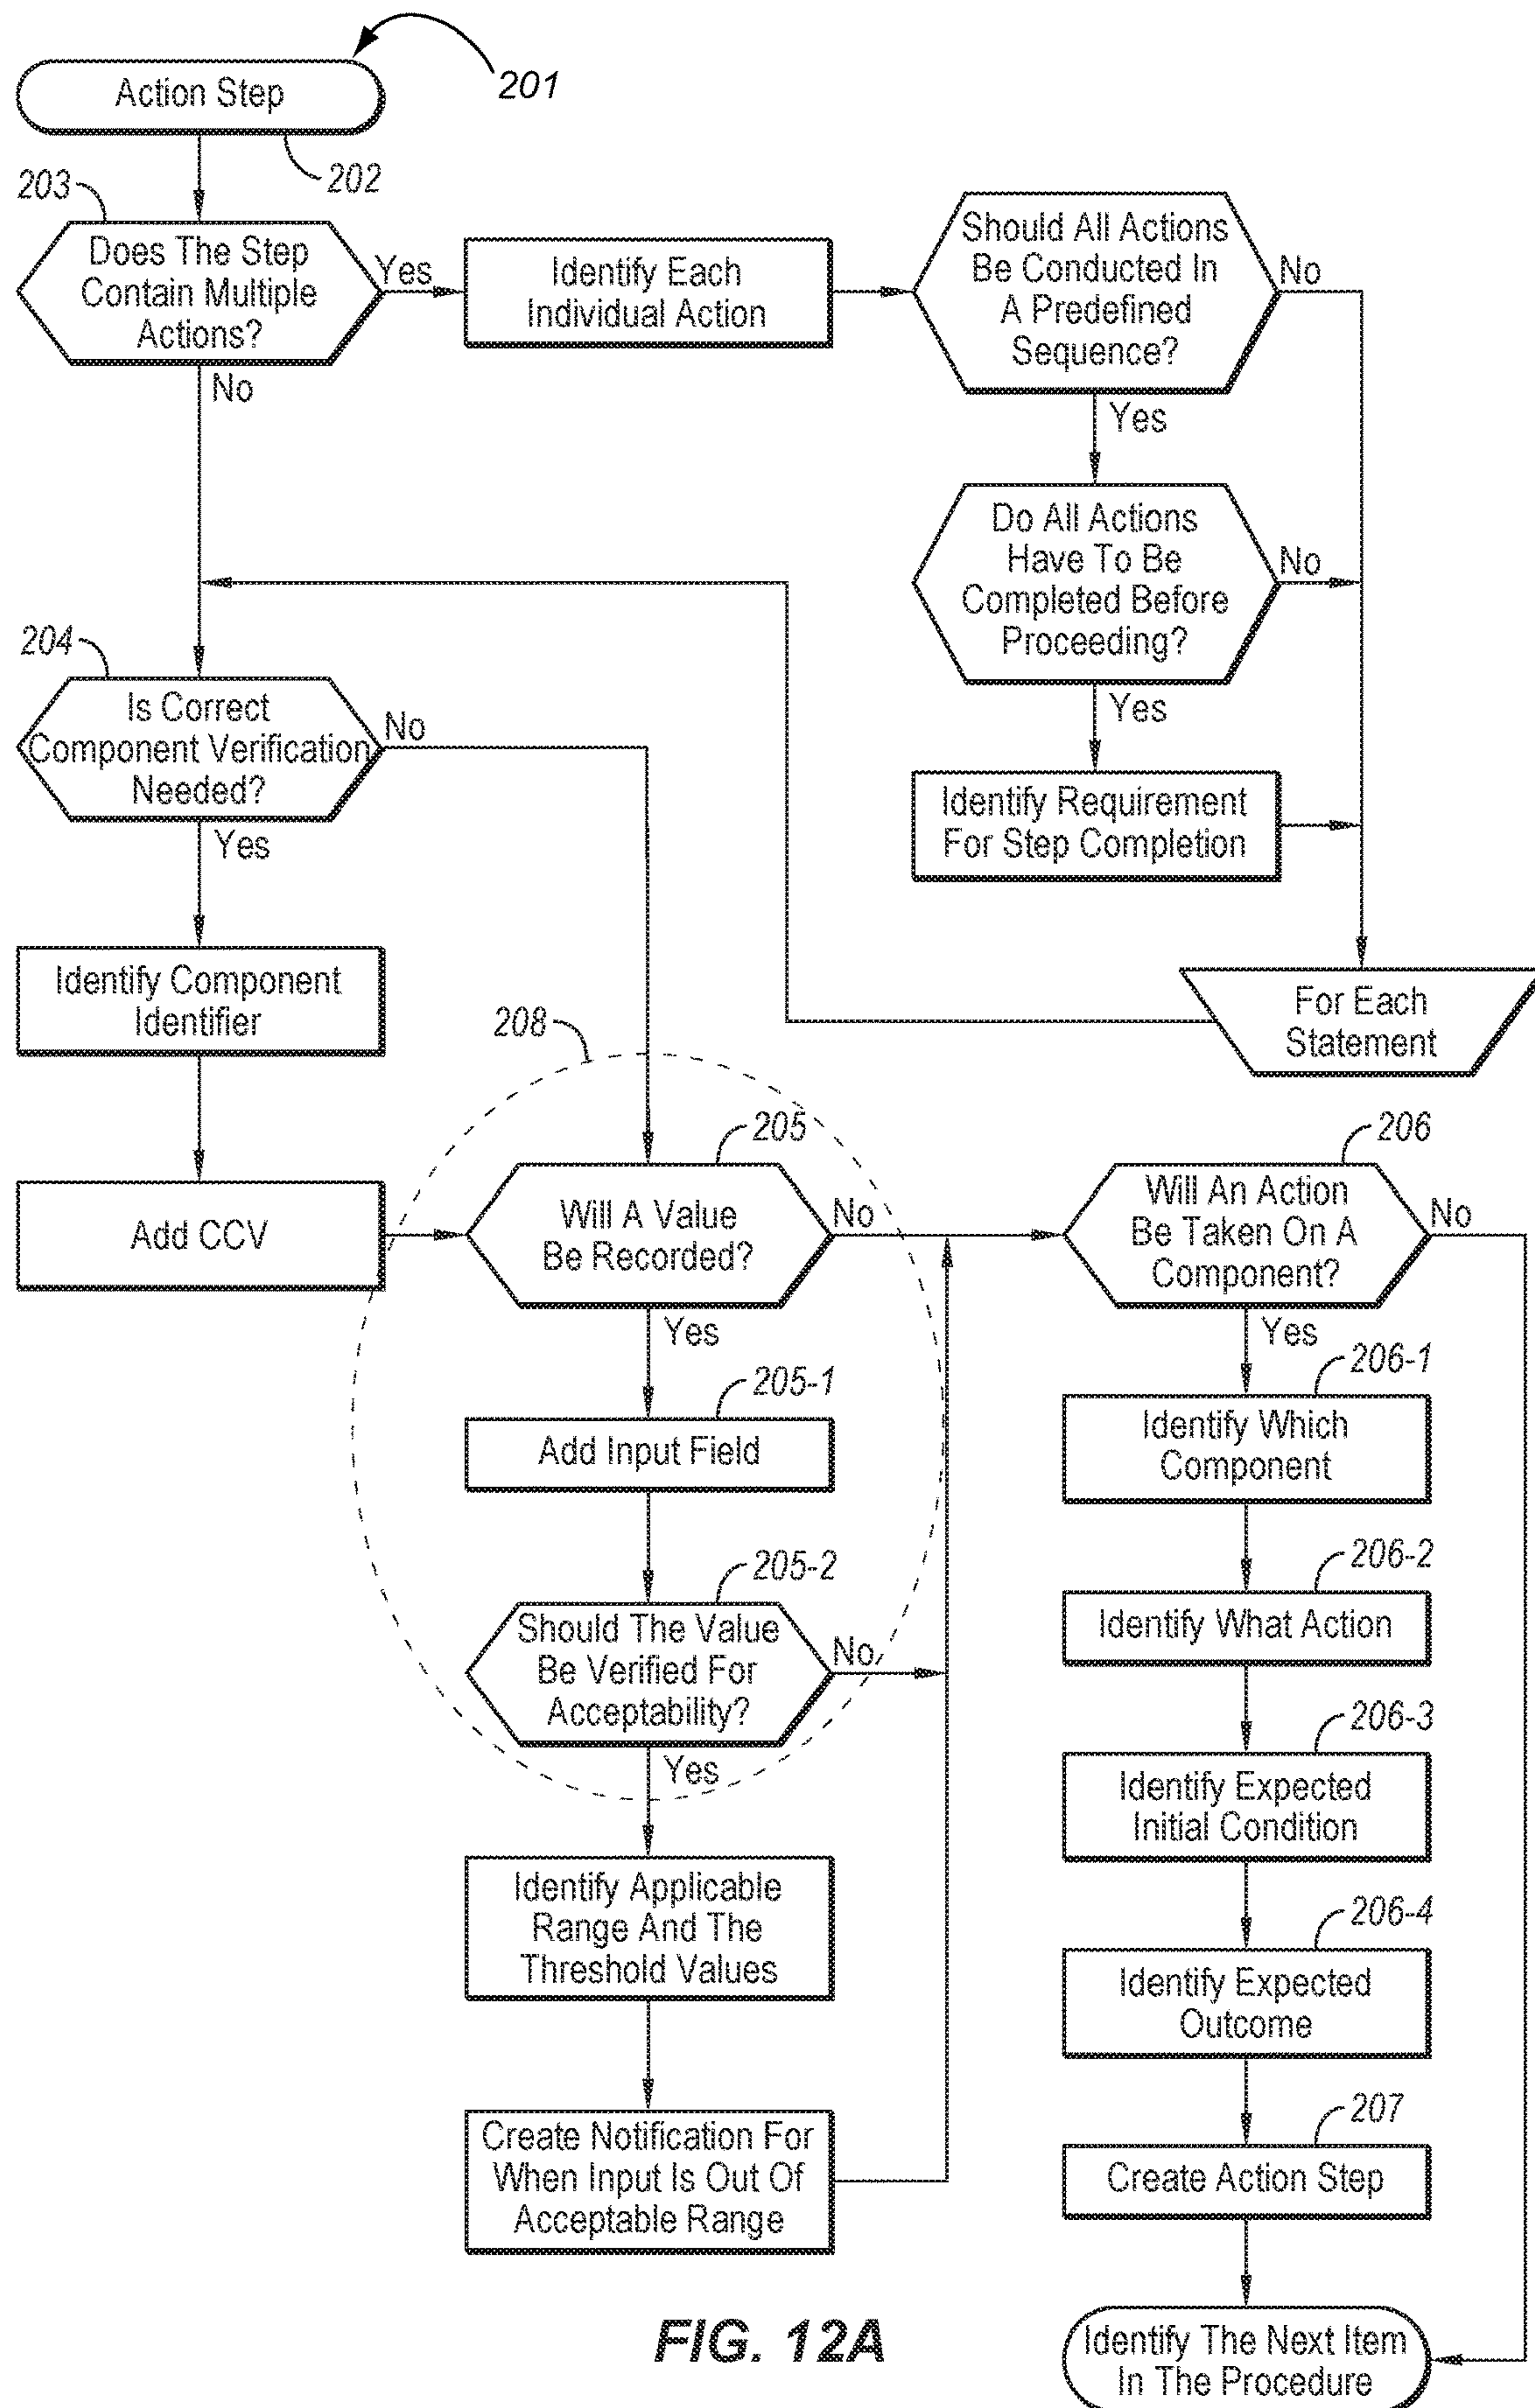 Action Step
201
202
203
Does The Step
Contain Multiple
Actions?
Yes
No
Identify Each
Individual Action
Should All Actions
Be Conducted In
A Predefined
Sequence?
No
Yes
Do All Actions
Have To Be
Completed Before
Proceeding?
No
Yes
Identify Requirement
For Step Completion
For Each
Statement
204
Is Correct
Component Verification
Needed?
No
Yes
Identify Component
Identifier
Add CCV
208
205
Will A Value
Be Recorded?
No
Yes
205-1
Add Input Field
205-2
Should The Value
Be Verified For
Acceptability?
No
Yes
Identify Applicable
Range And The
Threshold Values
Create Notification For
When Input Is Out Of
Acceptable Range
206
Will An Action
Be Taken On A
Component?
No
Yes
206-1
Identify Which
Component
206-2
Identify What Action
206-3
Identify Expected
Initial Condition
206-4
Identify Expected
Outcome
207
Create Action Step
Identify The Next Item
In The Procedure
FIG. 12A